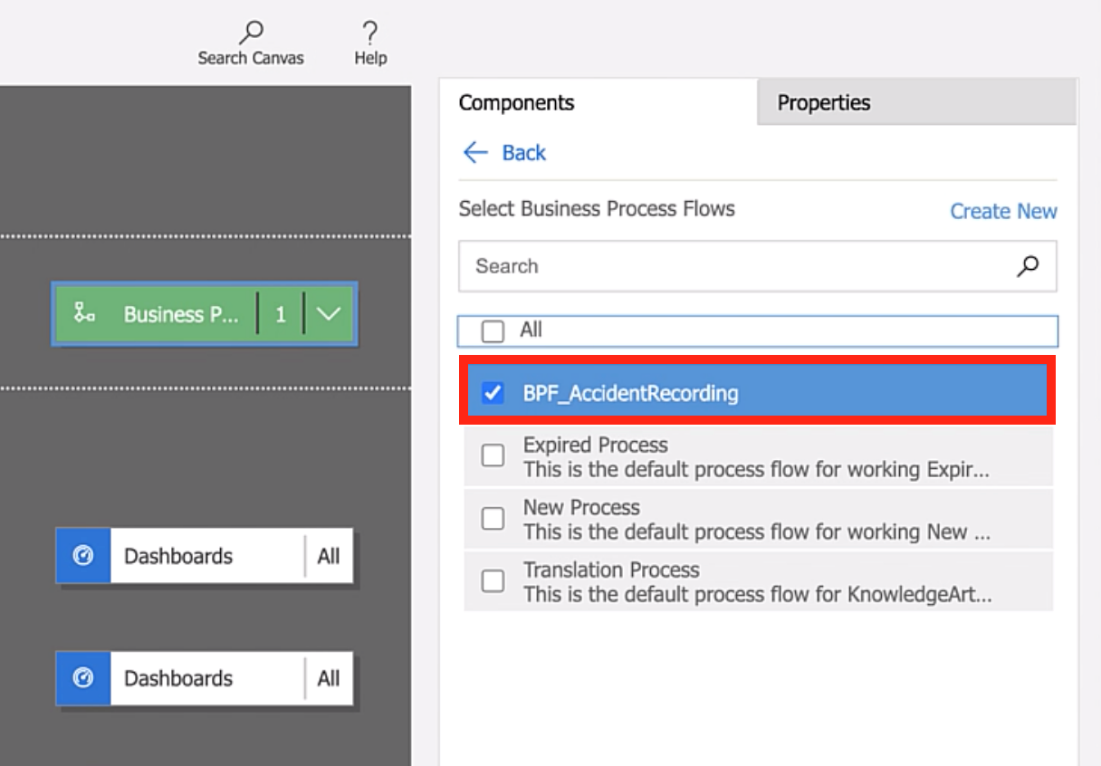 Search Canvas
? Help
Components
Properties
← Back
Select Business Process Flows
Create New
Search
Business P... 1
All
BPF_AccidentRecording
Expired Process
This is the default process flow for working Expir...
New Process
This is the default process flow for working New ...
Dashboards All
Translation Process
This is the default process flow for KnowledgeArt...
Dashboards All